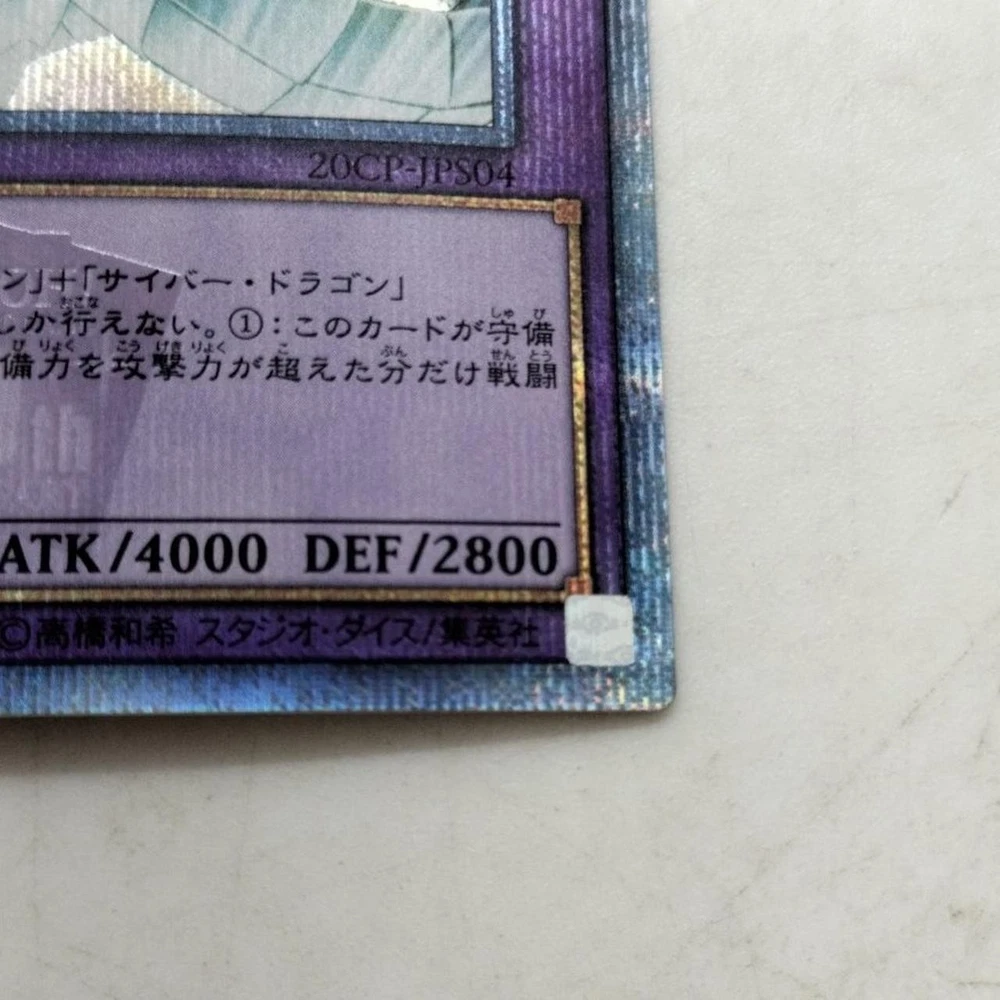 20CP-JPS04
ン」+「サイバー・ドラゴン」
しか行えない。①:このカードが守備
備力を攻撃力が超えた分だけ戦闘
ATK/4000 DEF/2800
©高橋和希 スタジオ・ダイス/集英社